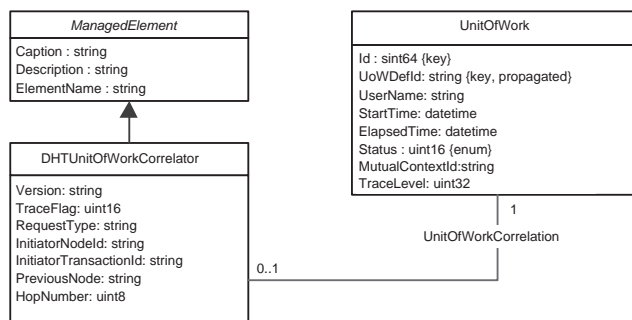 ManagedElement
Caption : string
Description : string
ElementName : string
DHTUnitOfWorkCorrelator
Version: string
TraceFlag: uint16
RequestType: string
InitiatorNodeId: string
InitiatorTransactionId: string
PreviousNode: string
HopNumber: uint8
UnitOfWork
Id : sint64 {key}
UoWDefId: string {key, propagated}
UserName: string
StartTime: datetime
ElapsedTime: datetime
Status : uint16 {enum}
MutualContextId:string
TraceLevel: uint32
1
UnitOfWorkCorrelation
0..1